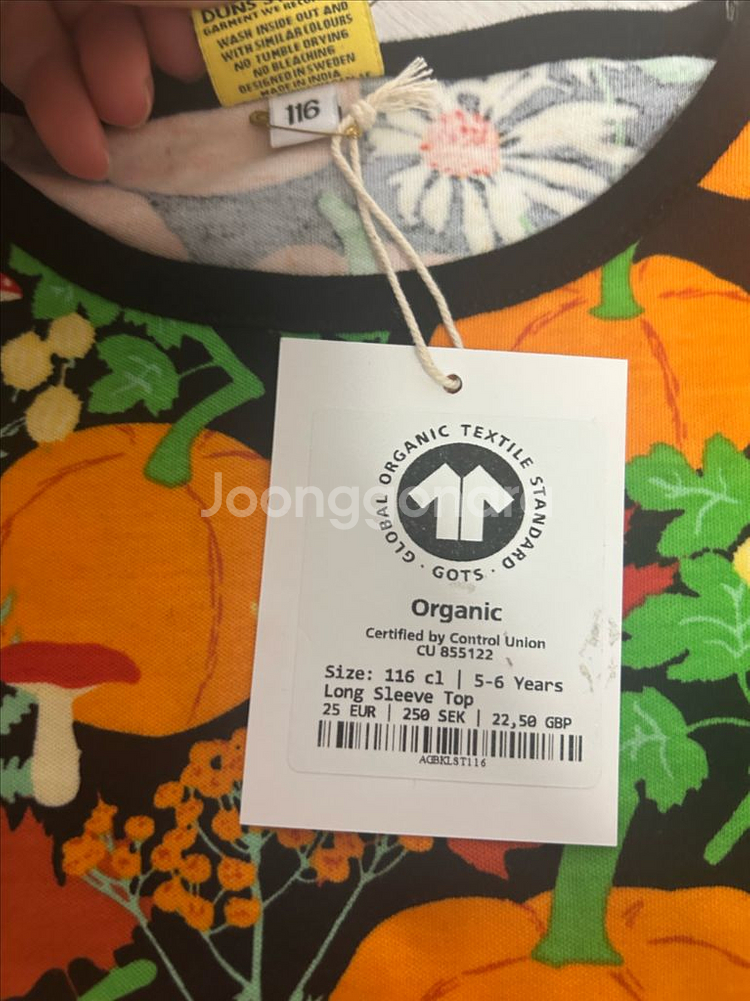 DUNS
GARMENT WE RECO
WASH INSIDE OUT AND
WITH SIMILAR COLOURS
NO TUMBLE DRYING
NO BLEACHING
DESIGNED IN SWEDEN
MADE IN INDIA
116
GLOBAL ORGANIC TEXTILE STANDARD · GOTS ·
Joonggonara
Organic
Certified by Control Union
CU 855122
Size: 116 cl | 5-6 Years
Long Sleeve Top
25 EUR | 250 SEK | 22,50 GBP
AGBKLST116